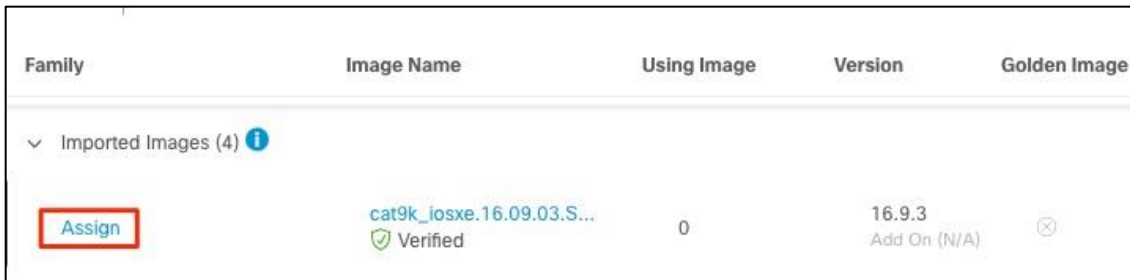 Family Image Name Using Image Version Golden Image
Imported Images (4) i
Assign cat9k_iosxe.16.09.03.S... 0 16.9.3
Verified Add On (N/A)